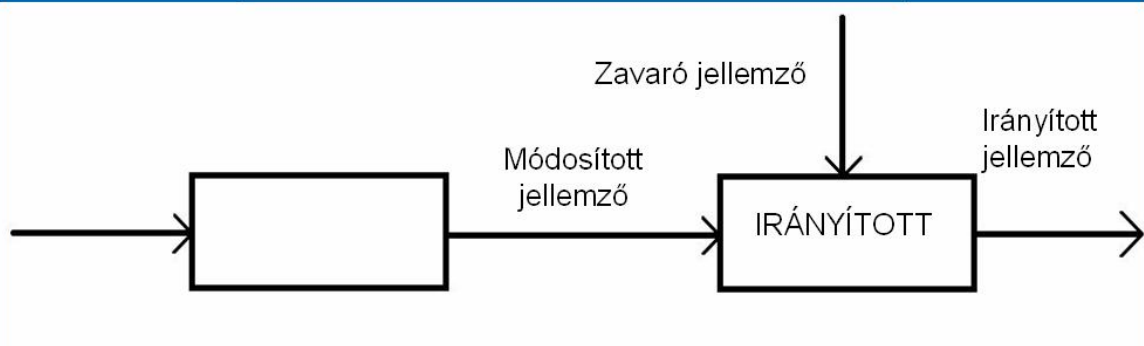 Zavaró jellemző
Irányított
jellemző
Módosított
jellemző
IRÁNYÍTOTT